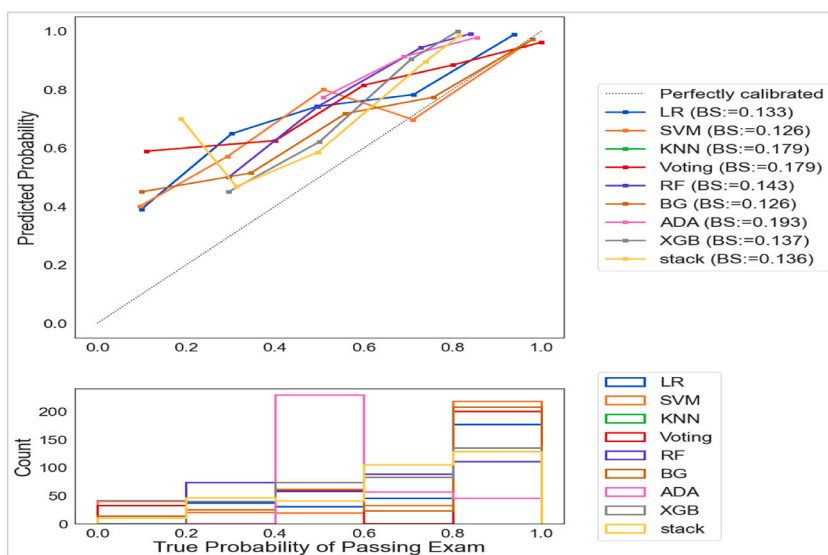 1.0
0.8
0.6
0.4
0.2
0.0
Predicted Probability
0.0 0.2 0.4 0.6 0.8 1.0
Perfectly calibrated
LR (BS:=0.133)
SVM (BS:=0.126)
KNN (BS:=0.179)
Voting (BS:=0.179)
RF (BS:=0.143)
BG (BS:=0.126)
ADA (BS:=0.193)
XGB (BS:=0.137)
stack (BS:=0.136)
200
150
100
50
0
Count
0.0 0.2 0.4 0.6 0.8 1.0
True Probability of Passing Exam
LR
SVM
KNN
Voting
RF
BG
ADA
XGB
stack